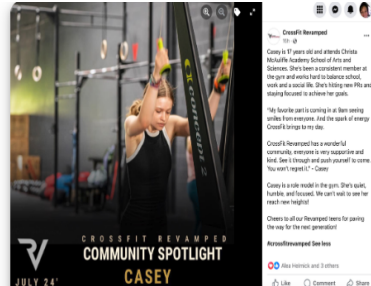 CONCEPT 2
CROSSFIT REVAMPED
COMMUNITY SPOTLIGHT
CASEY
RV
JULY 24'
CrossFit Revamped
Casey is 17 years old and attends Christa
McAuliffe Academy School of Arts and
Sciences. She's been a consistent member at
the gym and works hard to balance school,
work and a social life. She's hitting new PRs and
staying focused to achieve her goals.
"My favorite part is coming in at 9am seeing
smiles from everyone. And the spark of energy
CrossFit brings to my day.
CrossFit Revamped has a wonderful
community, everyone is very supportive and
kind. See it through and push yourself to come.
You won't regret it." - Casey
Casey is a role model in the gym. She's quiet,
humble, and focused. We can't wait to see her
reach new heights!
Cheers to all our Revamped teens for paving
the way for the next generation!
#crossfitrevamped See less
Alex Heinick and 3 others
Like Comment Share